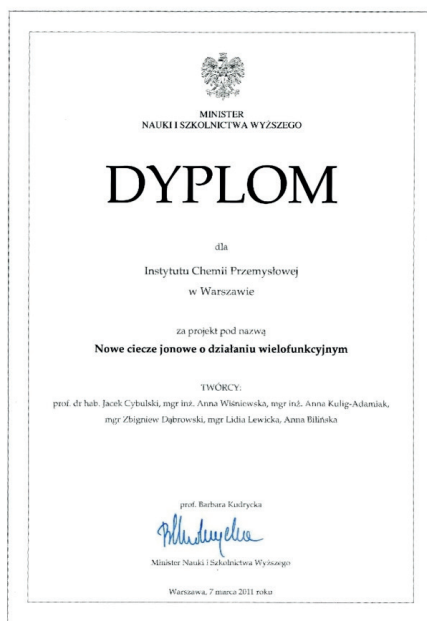 MINISTER
NAUKI I SZKOLNICTWA WYŻSZEGO
DYPLOM
dla
Instytutu Chemii Przemysłowej
w Warszawie
za projekt pod nazwą
Nowe ciecze jonowe o działaniu wielofunkcyjnym
TWÓRCY:
prof. dr hab. Jacek Cybulski, mgr inż. Anna Wiśniewska, mgr inż. Anna Kulig-Adamiak,
mgr Zbigniew Dąbrowski, mgr Lidia Lewicka, Anna Bilińska
prof. Barbara Kudrycka
Minister Nauki i Szkolnictwa Wyższego
Warszawa, 7 marca 2011 roku